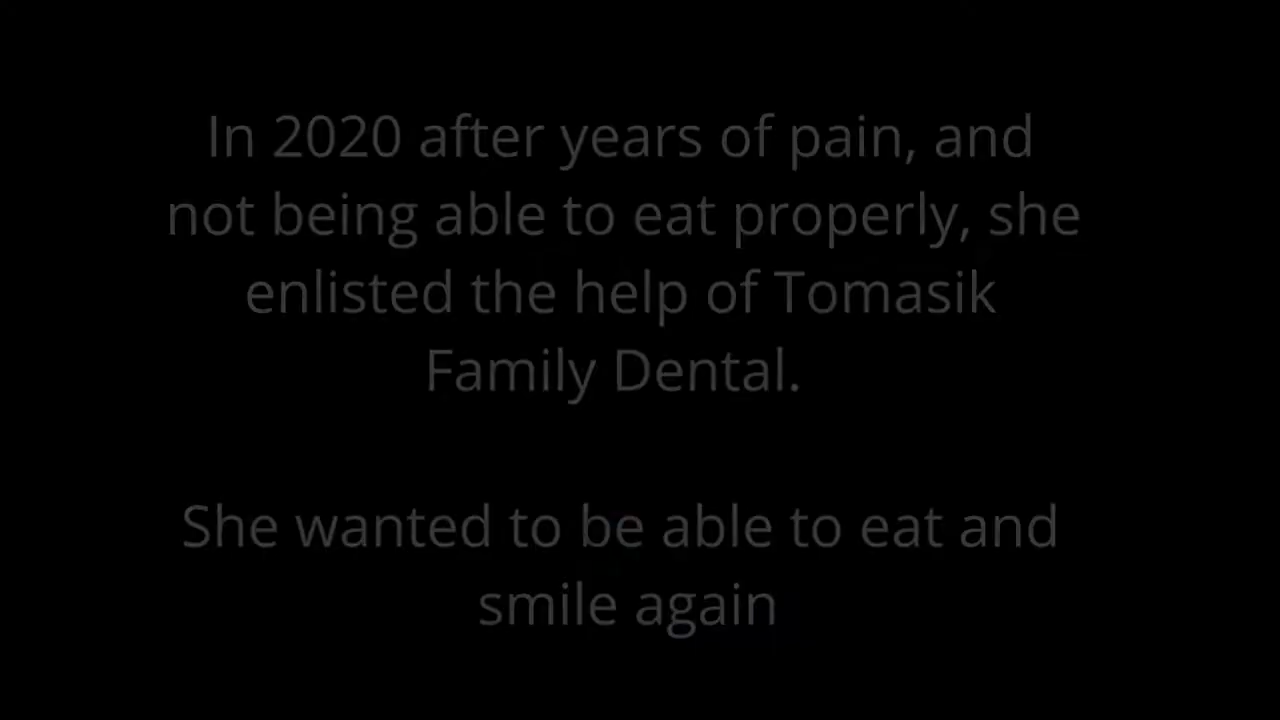 In 2020 after years of pain, and
not being able to eat properly, she
enlisted the help of Tomasik
Family Dental.
She wanted to be able to eat and
smile again